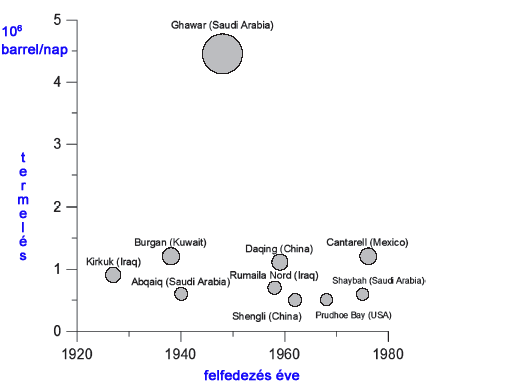 5
Ghawar (Saudi Arabia)
10⁶
barrel/nap
4
3
termelés
2
Burgan (Kuwait)
Daqing (China)
Cantarell (Mexico)
Kirkuk (Iraq)
1
Abqaiq (Saudi Arabia)
Rumaila Nord (Iraq)
Shaybah (Saudi Arabia)
Shengli (China)
Prudhoe Bay (USA)
0
1920
1940
1960
1980
felfedezés éve